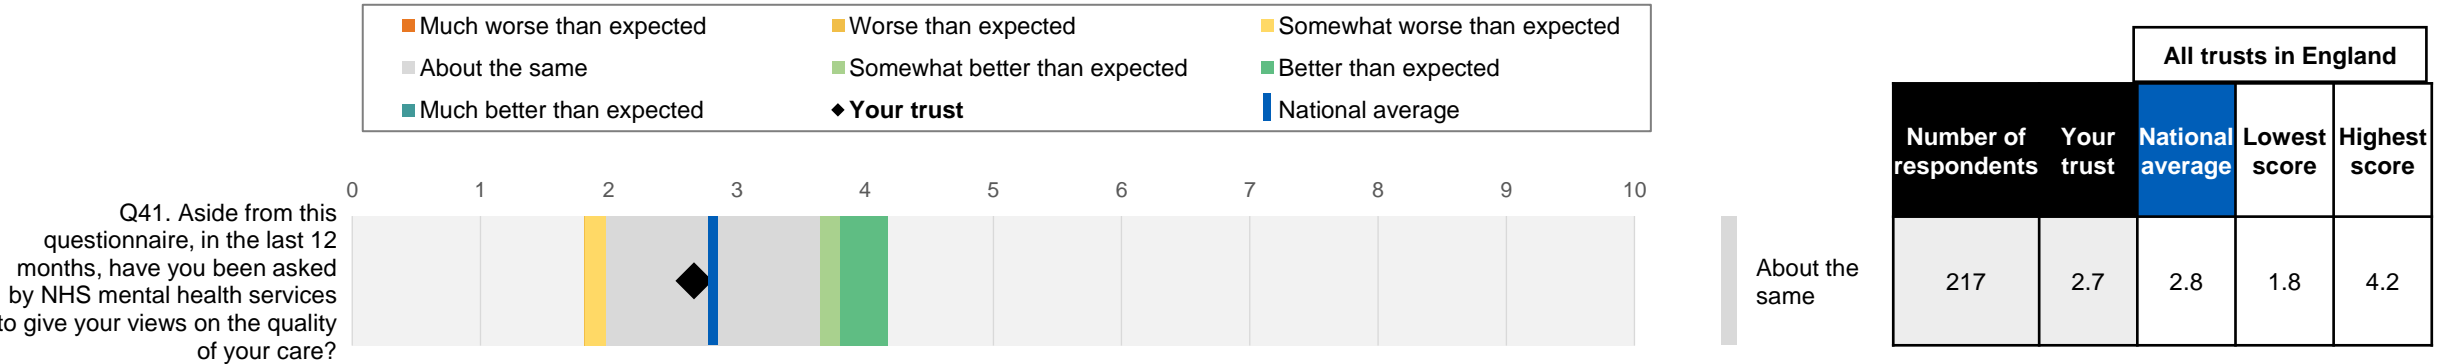 Much worse than expected
Worse than expected
Somewhat worse than expected
About the same
Somewhat better than expected
Better than expected
Much better than expected
Your trust
National average
All trusts in England
Number of
respondents
Your
trust
National
average
Lowest
score
Highest
score
0 1 2 3 4 5 6 7 8 9 10
Q41. Aside from this
questionnaire, in the last 12
months, have you been asked
by NHS mental health services
to give your views on the quality
of your care?
About the
same
217 2.7 2.8 1.8 4.2